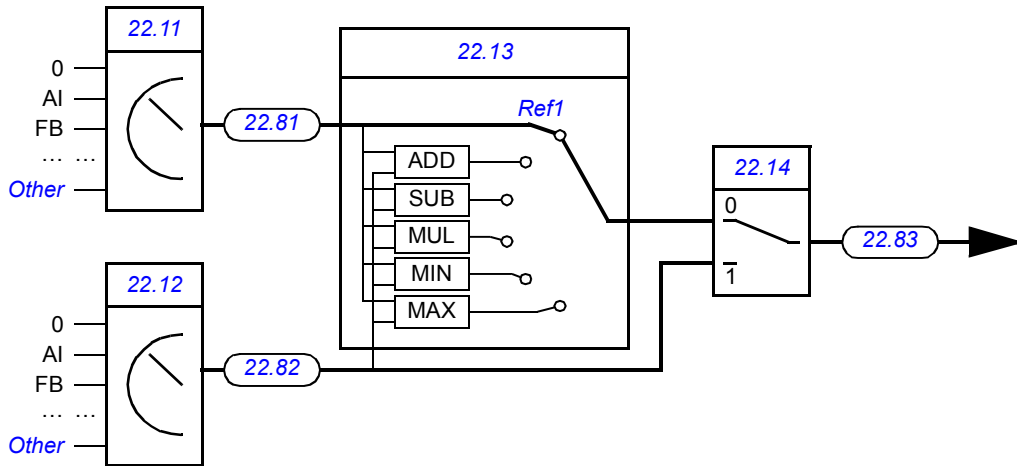 22.11
0
AI
FB
... ...
Other
22.81
22.13
Ref1
ADD
SUB
MUL
MIN
MAX
22.14
0
1
22.83
22.12
0
AI
FB
... ...
Other
22.82